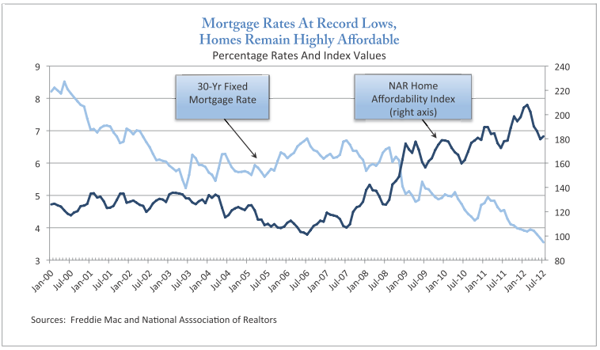 Mortgage Rates At Record Lows,
Homes Remain Highly Affordable
Percentage Rates And Index Values
9
8
7
6
5
4
3
240
220
200
180
160
140
120
100
80
30-Yr Fixed
Mortgage Rate
NAR Home
Affordability Index
(right axis)
Jan-00
Jul-00
Jan-01
Jul-01
Jan-02
Jul-02
Jan-03
Jul-03
Jan-04
Jul-04
Jan-05
Jul-05
Jan-06
Jul-06
Jan-07
Jul-07
Jan-08
Jul-08
Jan-09
Jul-09
Jan-10
Jul-10
Jan-11
Jul-11
Jan-12
Jul-12
Sources: Freddie Mac and National Asssociation of Realtors